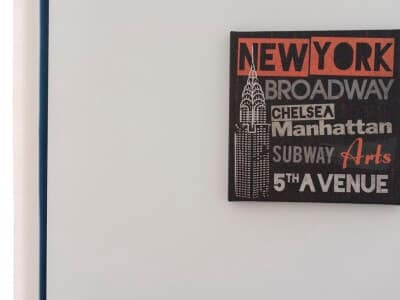 NEW YORK
BROADWAY
CHELSEA
Manhattan
SUBWAY Arts
5TH AVENUE